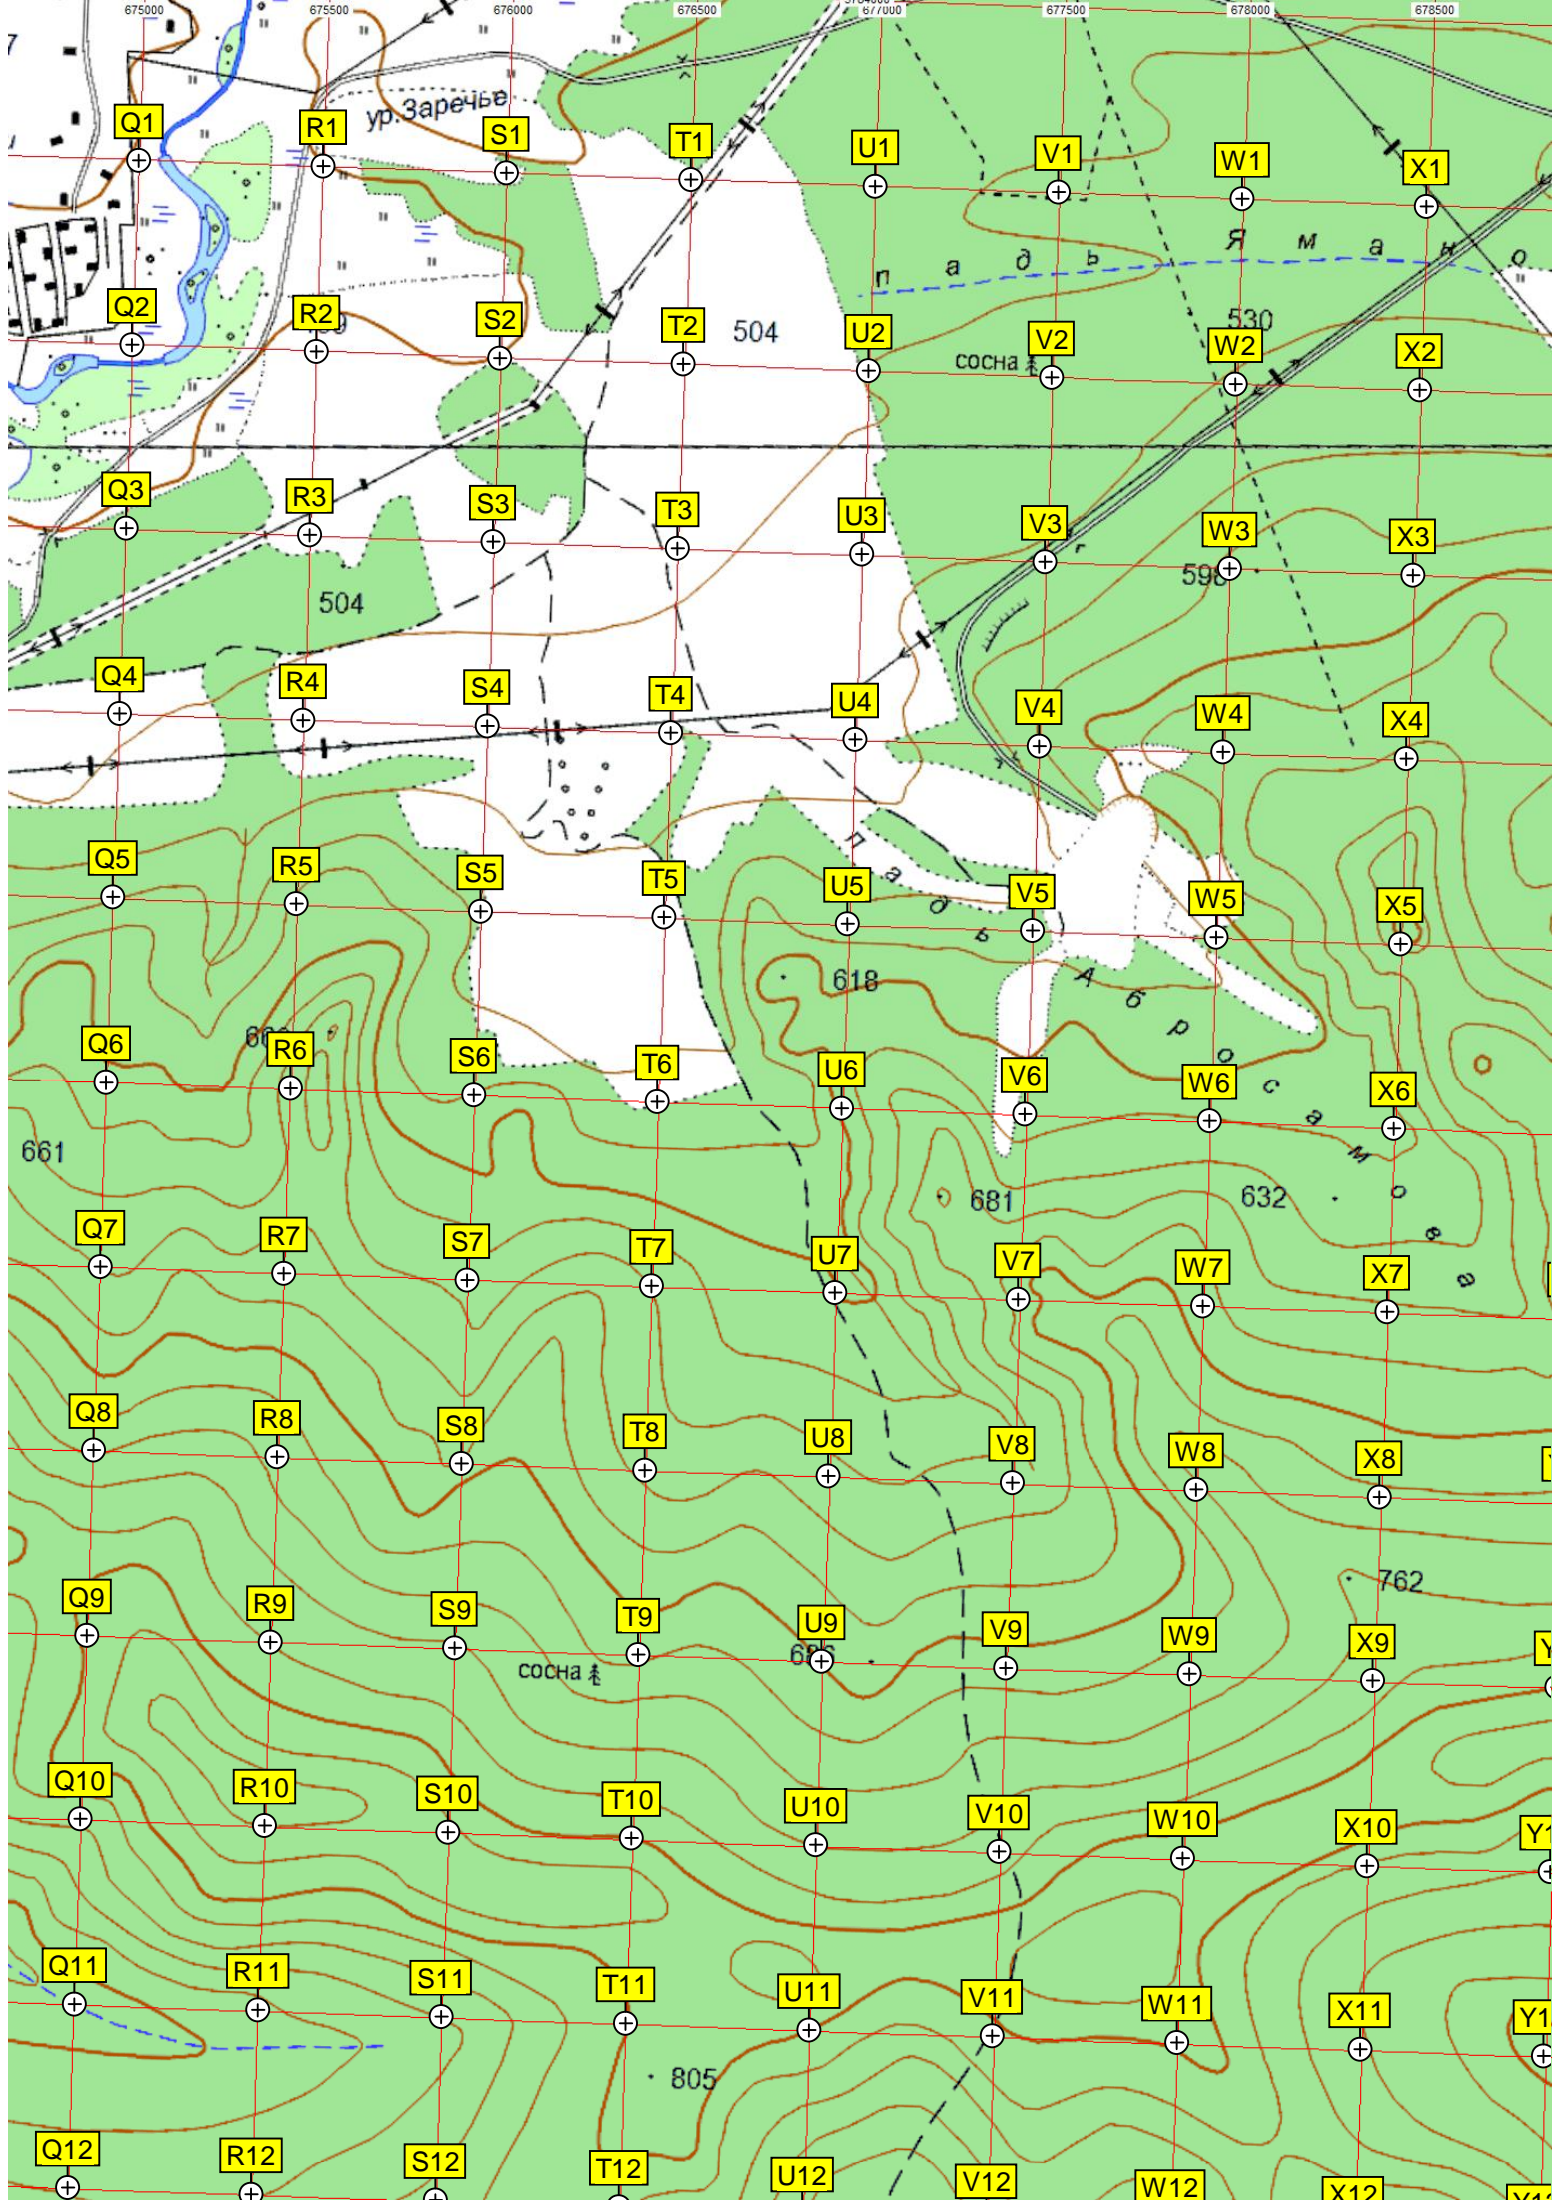 675000 675500 676000 676500 677000 677500 678000 678500
ур.Заречье
Q1 R1 S1 T1 U1 V1 W1 X1
падь Ямано
Q2 R2 S2 T2 504 U2 V2 530 W2 X2
сосна
Q3 R3 S3 T3 U3 V3 W3 X3
504 598
Q4 R4 S4 T4 U4 V4 W4 X4
Q5 R5 S5 T5 U5 V5 W5 X5
падь Абросамова
618
Q6 R6 S6 T6 U6 V6 W6 X6
661 681 632
Q7 R7 S7 T7 U7 V7 W7 X7
Q8 R8 S8 T8 U8 V8 W8 X8
762
Q9 R9 S9 T9 U9 V9 W9 X9
сосна 686
Q10 R10 S10 T10 U10 V10 W10 X10
Q11 R11 S11 T11 U11 V11 W11 X11
805
Q12 R12 S12 T12 U12 V12 W12 X12